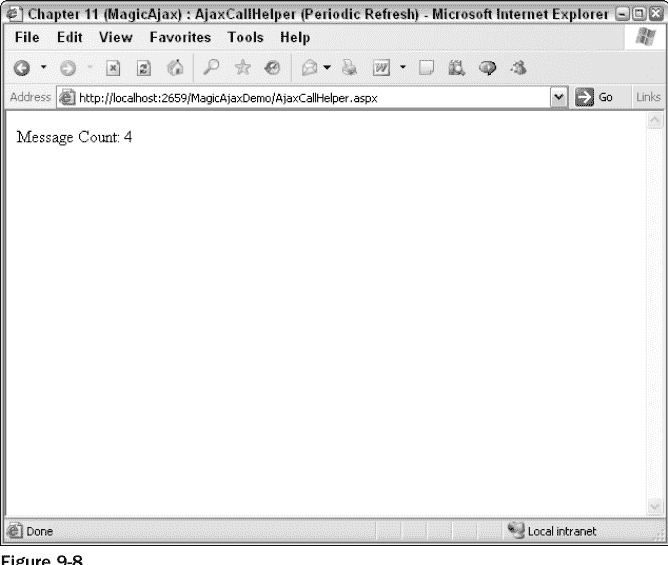 Chapter 11 (MagicAjax) : AjaxCallHelper (Periodic Refresh) - Microsoft Internet Explorer
File Edit View Favorites Tools Help
Address http://localhost:2659/MagicAjaxDemo/AjaxCallHelper.aspx Go Links
Message Count: 4
Done Local intranet
Figure 9-8